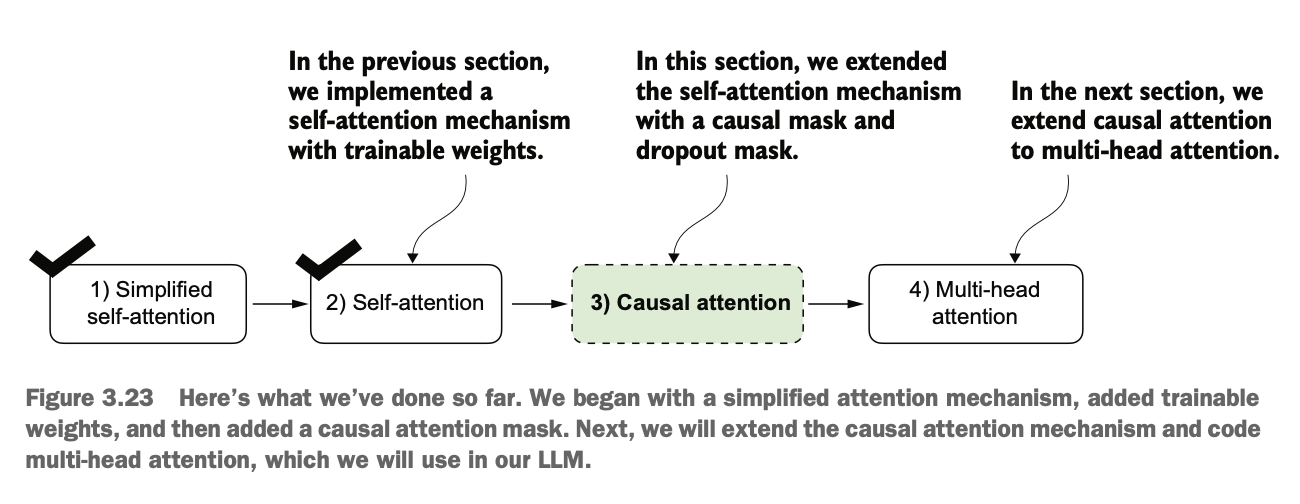 In the previous section,
we implemented a
self-attention mechanism
with trainable weights.
In this section, we extended
the self-attention mechanism
with a causal mask and
dropout mask.
In the next section, we
extend causal attention
to multi-head attention.
1) Simplified
self-attention
2) Self-attention
3) Causal attention
4) Multi-head
attention
Figure 3.23 Here’s what we’ve done so far. We began with a simplified attention mechanism, added trainable
weights, and then added a causal attention mask. Next, we will extend the causal attention mechanism and code
multi-head attention, which we will use in our LLM.